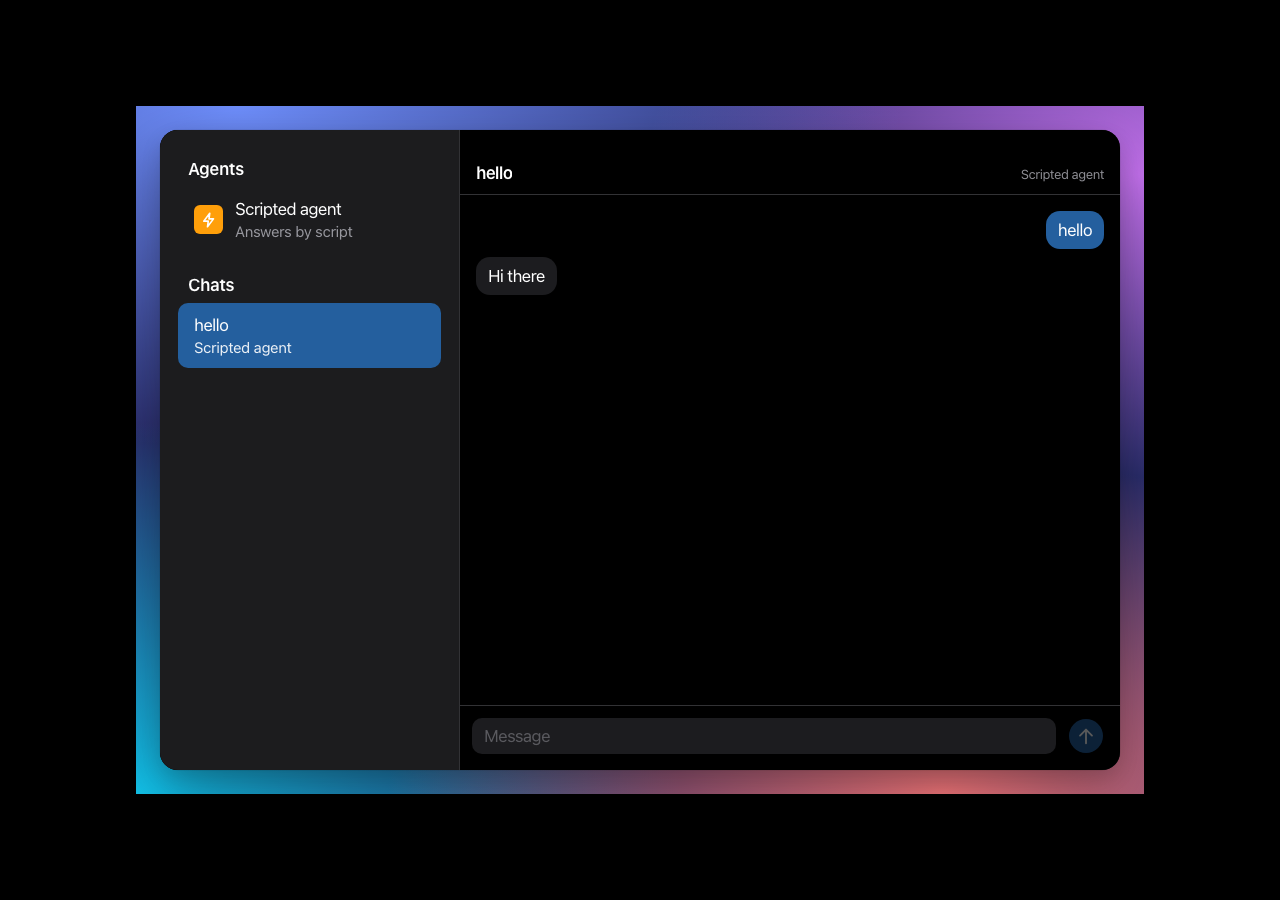 Agents
Scripted agent
Answers by script
Chats
hello
Scripted agent
hello
Scripted agent
hello
Hi there
Message